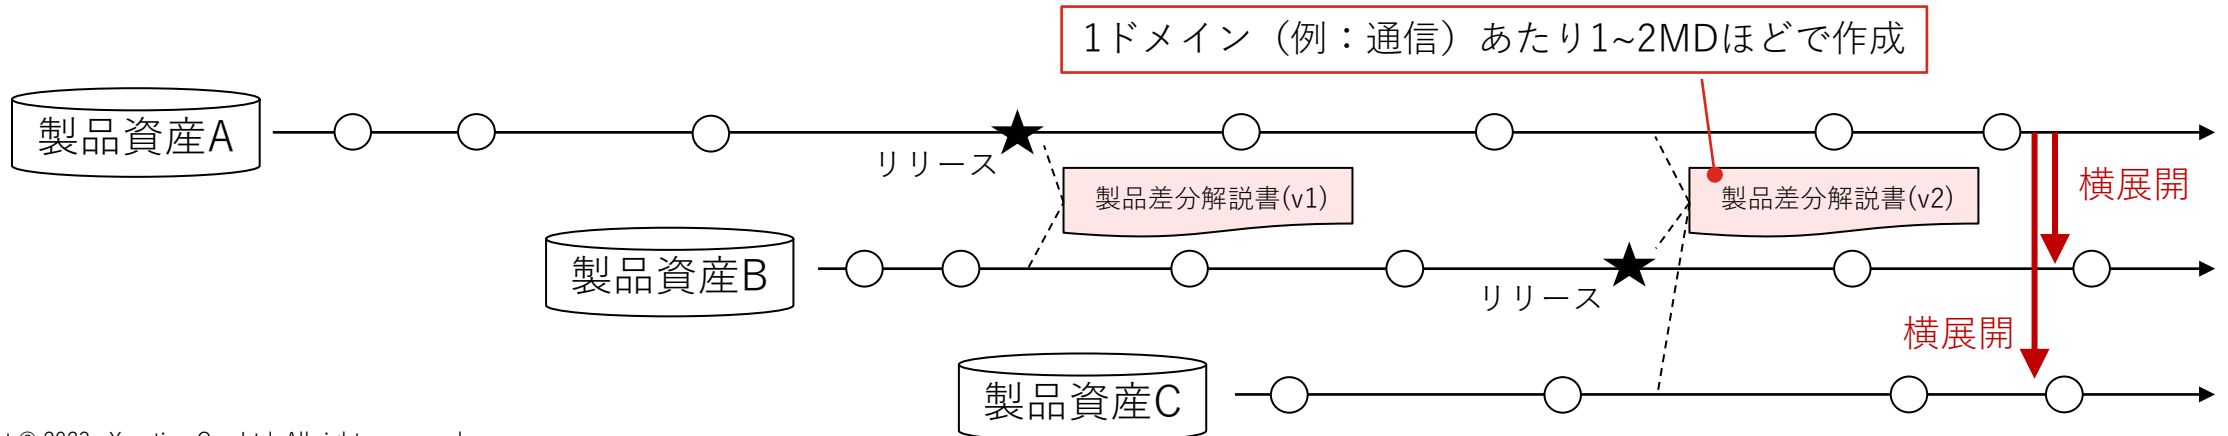 1ドメイン（例：通信）あたり1~2MDほどで作成
製品資産A
リリース
製品差分解説書(v1)
製品差分解説書(v2)
横展開
製品資産B
リリース
横展開
製品資産C